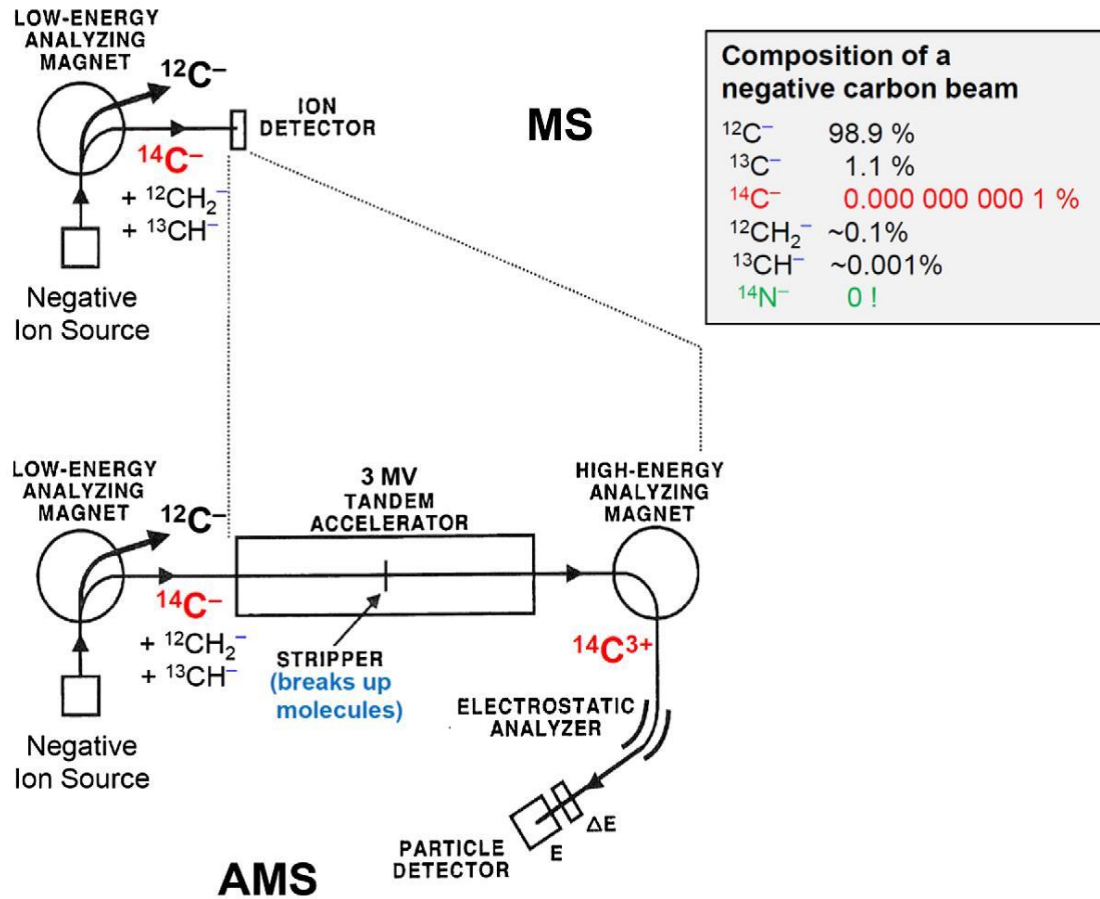 LOW-ENERGY
ANALYZING
MAGNET
¹²C⁻
ION
DETECTOR
¹⁴C⁻
+ ¹²CH₂⁻
+ ¹³CH⁻
Negative
Ion Source
MS
Composition of a
negative carbon beam
¹²C⁻ 98.9 %
¹³C⁻ 1.1 %
¹⁴C⁻ 0.000 000 000 1 %
¹²CH₂⁻ ~0.1%
¹³CH⁻ ~0.001%
¹⁴N⁻ 0 !
LOW-ENERGY
ANALYZING
MAGNET
¹²C⁻
3 MV
TANDEM
ACCELERATOR
HIGH-ENERGY
ANALYZING
MAGNET
¹⁴C⁻
+ ¹²CH₂⁻
+ ¹³CH⁻
STRIPPER
(breaks up
molecules)
¹⁴C³⁺
Negative
Ion Source
ELECTROSTATIC
ANALYZER
ΔE
E
PARTICLE
DETECTOR
AMS